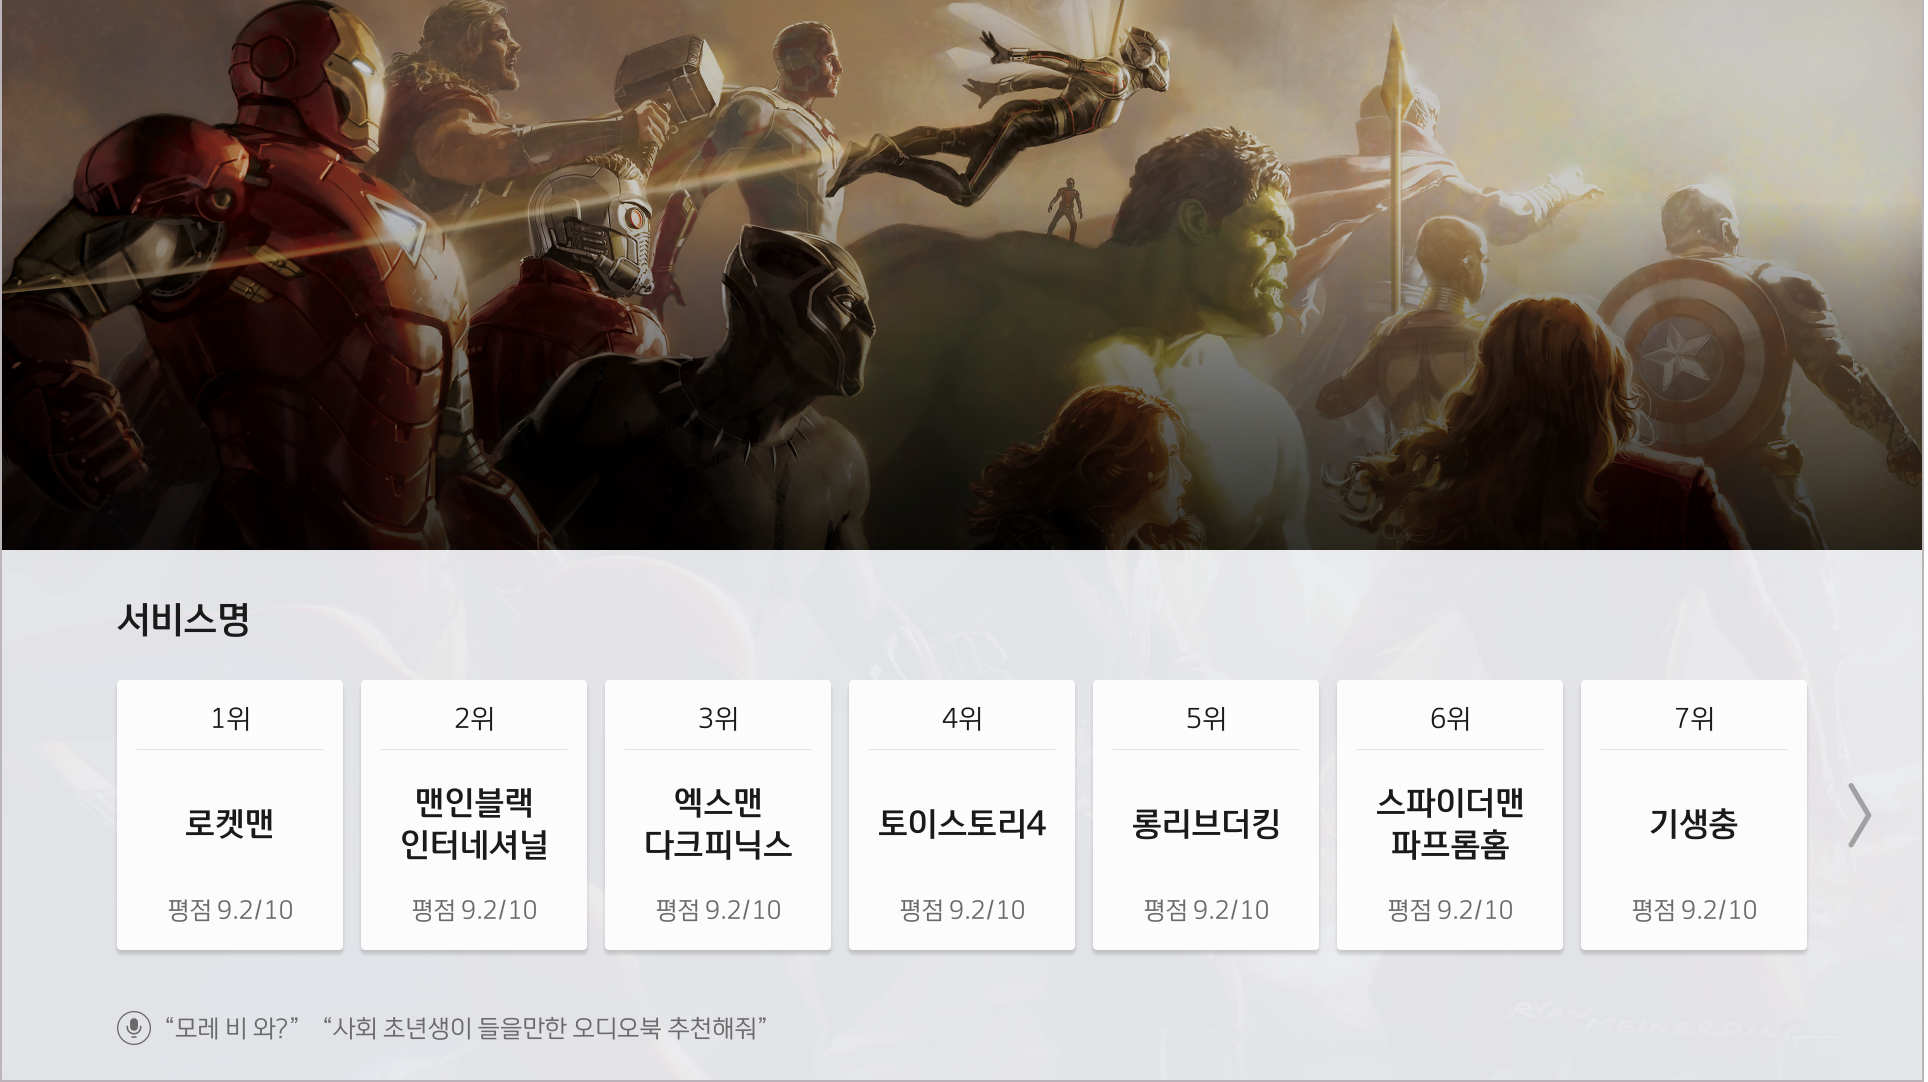 서비스명
1위
로켓맨
평점 9.2/10
2위
맨인블랙
인터네셔널
평점 9.2/10
3위
엑스맨
다크피닉스
평점 9.2/10
4위
토이스토리4
평점 9.2/10
5위
롱리브더킹
평점 9.2/10
6위
스파이더맨
파프롬홈
평점 9.2/10
7위
기생충
평점 9.2/10
“모레 비 와?” “사회 초년생이 들을만한 오디오북 추천해줘”
RYAN MEINERDING